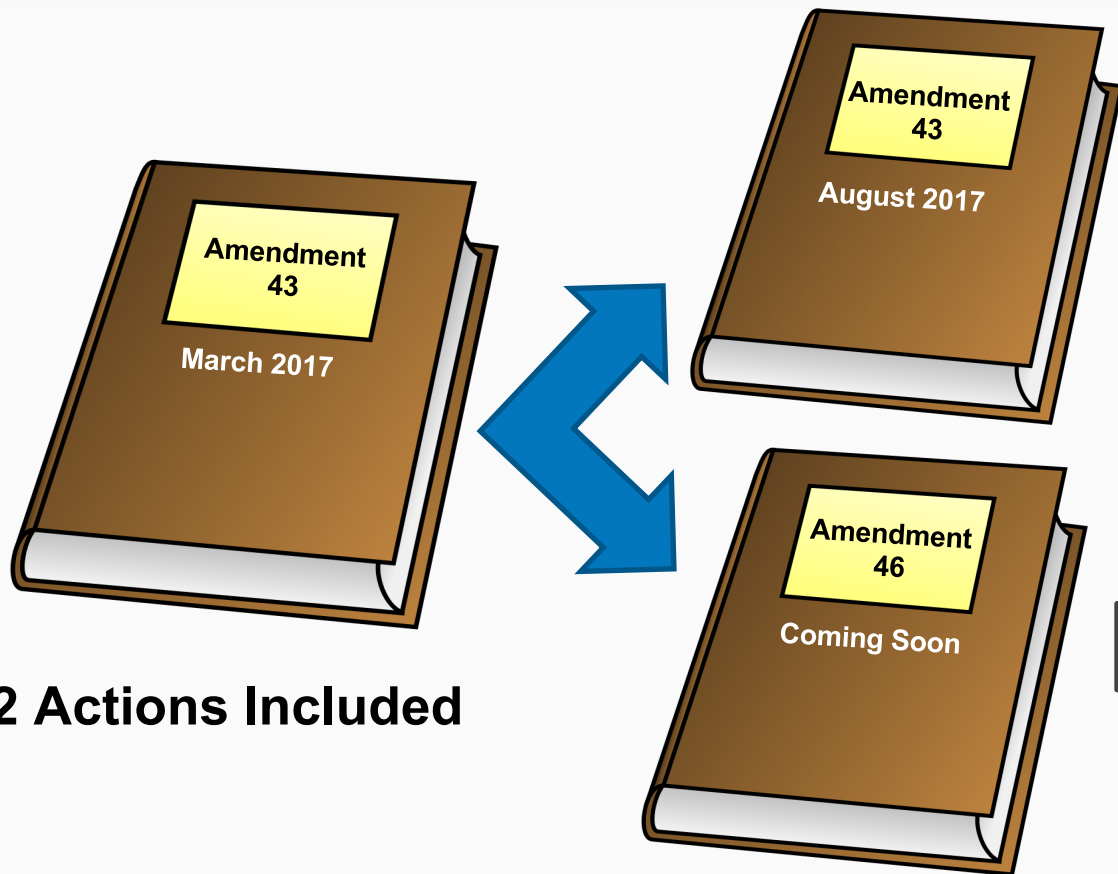 Amendment
43
March 2017
2 Actions Included
Amendment
43
August 2017
Amendment
46
Coming Soon